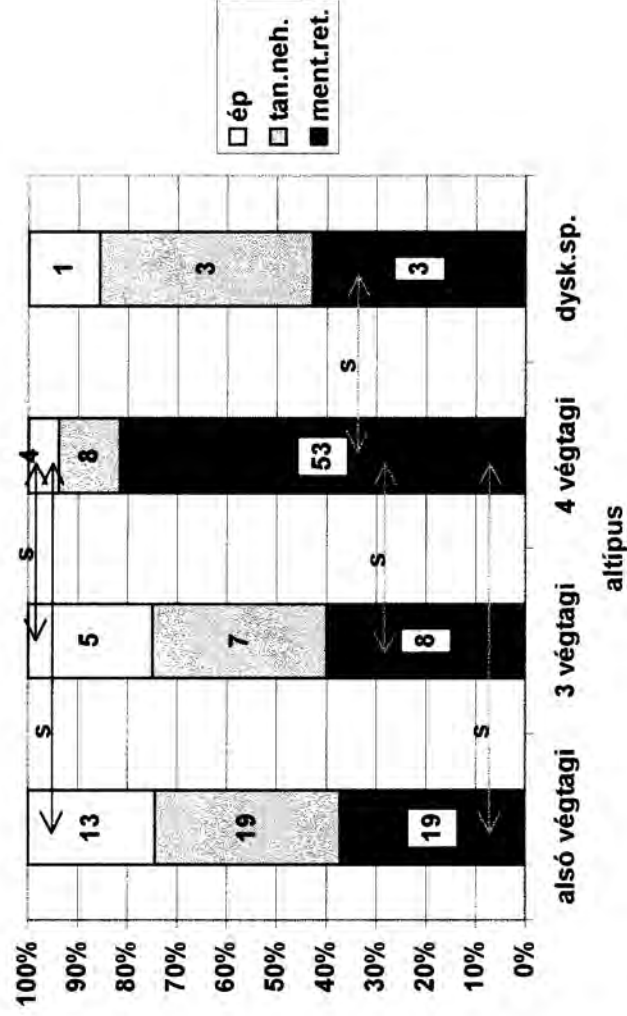 100%
90%
80%
70%
60%
50%
40%
30%
20%
10%
0%
13
19
19
5
7
8
4
8
53
1
3
3
s
s
s
s
s
alsó végtagi
3 végtagi
4 végtagi
dysk.sp.
altípus
ép
tan.neh.
ment.ret.